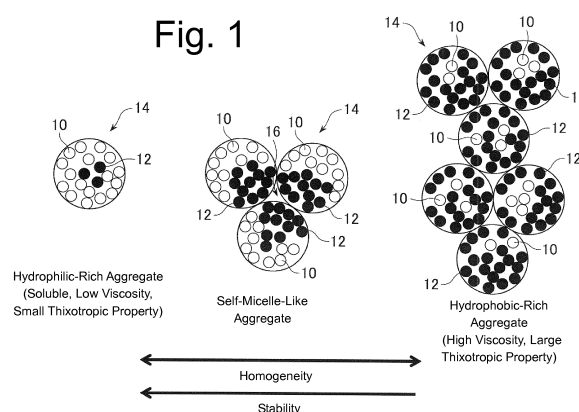 Fig. 1
14
10
12
Hydrophilic-Rich Aggregate
(Soluble, Low Viscosity,
Small Thixotropic Property)
10
16
14
12
12
12
10
Self-Micelle-Like
Aggregate
14
10
10
12
1
10
12
10
12
10
12
10
Hydrophobic-Rich
Aggregate
(High Viscosity, Large
Thixotropic Property)
Homogeneity
Stability